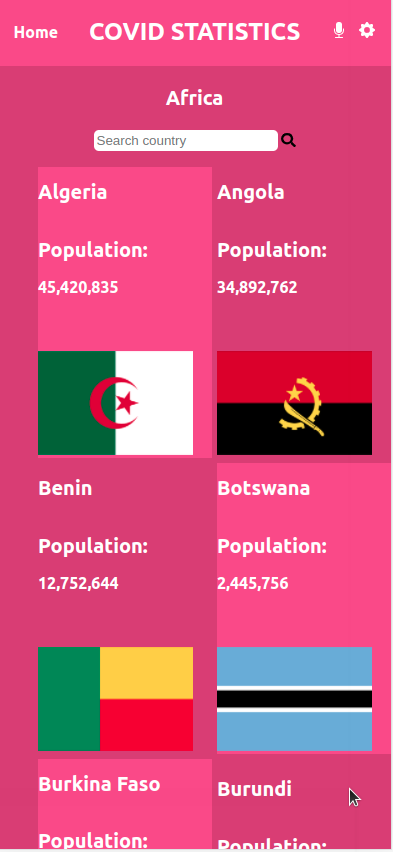 Home COVID STATISTICS
Africa
Search country
Algeria
Population:
45,420,835
Angola
Population:
34,892,762
Benin
Population:
12,752,644
Botswana
Population:
2,445,756
Burkina Faso
Population:
Burundi
Population: